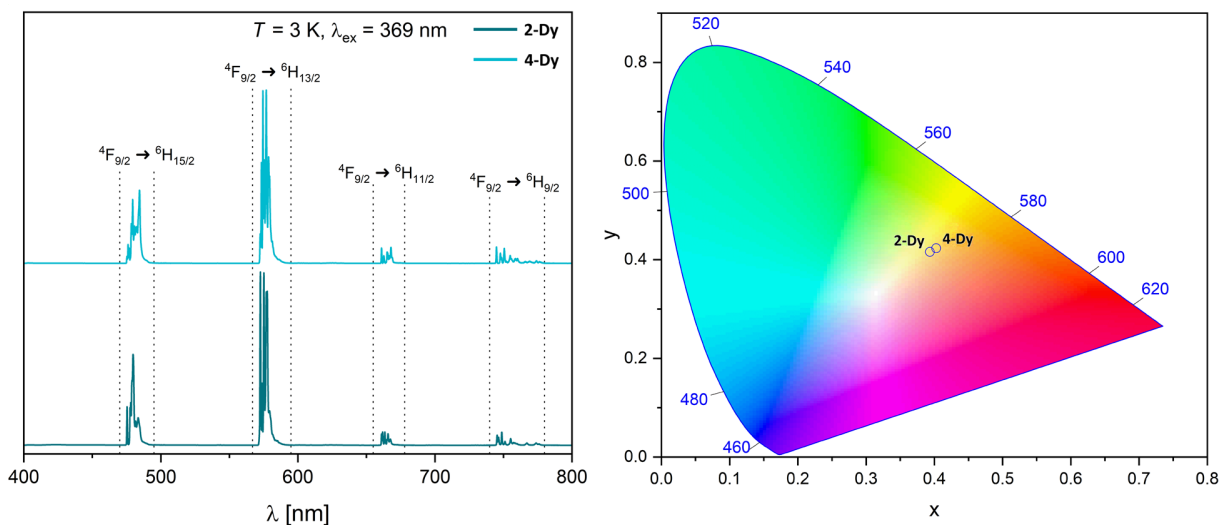 T = 3 K, λex = 369 nm
2-Dy
4-Dy
⁴F₉/₂ → ⁶H₁₃/₂
⁴F₉/₂ → ⁶H₁₅/₂
⁴F₉/₂ → ⁶H₁₁/₂
⁴F₉/₂ → ⁶H₉/₂
400
500
600
700
800
λ [nm]
520
540
560
580
600
620
500
480
460
2-Dy
4-Dy
0.8
0.6
0.4
0.2
0.0
y
0.0
0.1
0.2
0.3
0.4
0.5
0.6
0.7
0.8
x